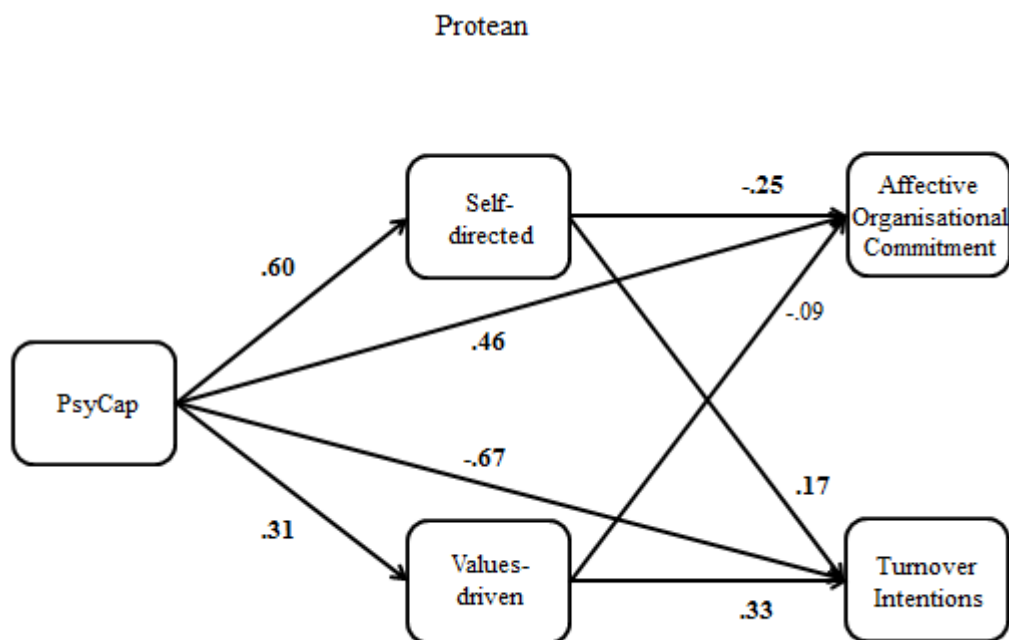 Protean
Self-
directed
-.25
Affective
Organisational
Commitment
.60
-.09
.46
PsyCap
-.67
.17
.31
Values-
driven
.33
Turnover
Intentions